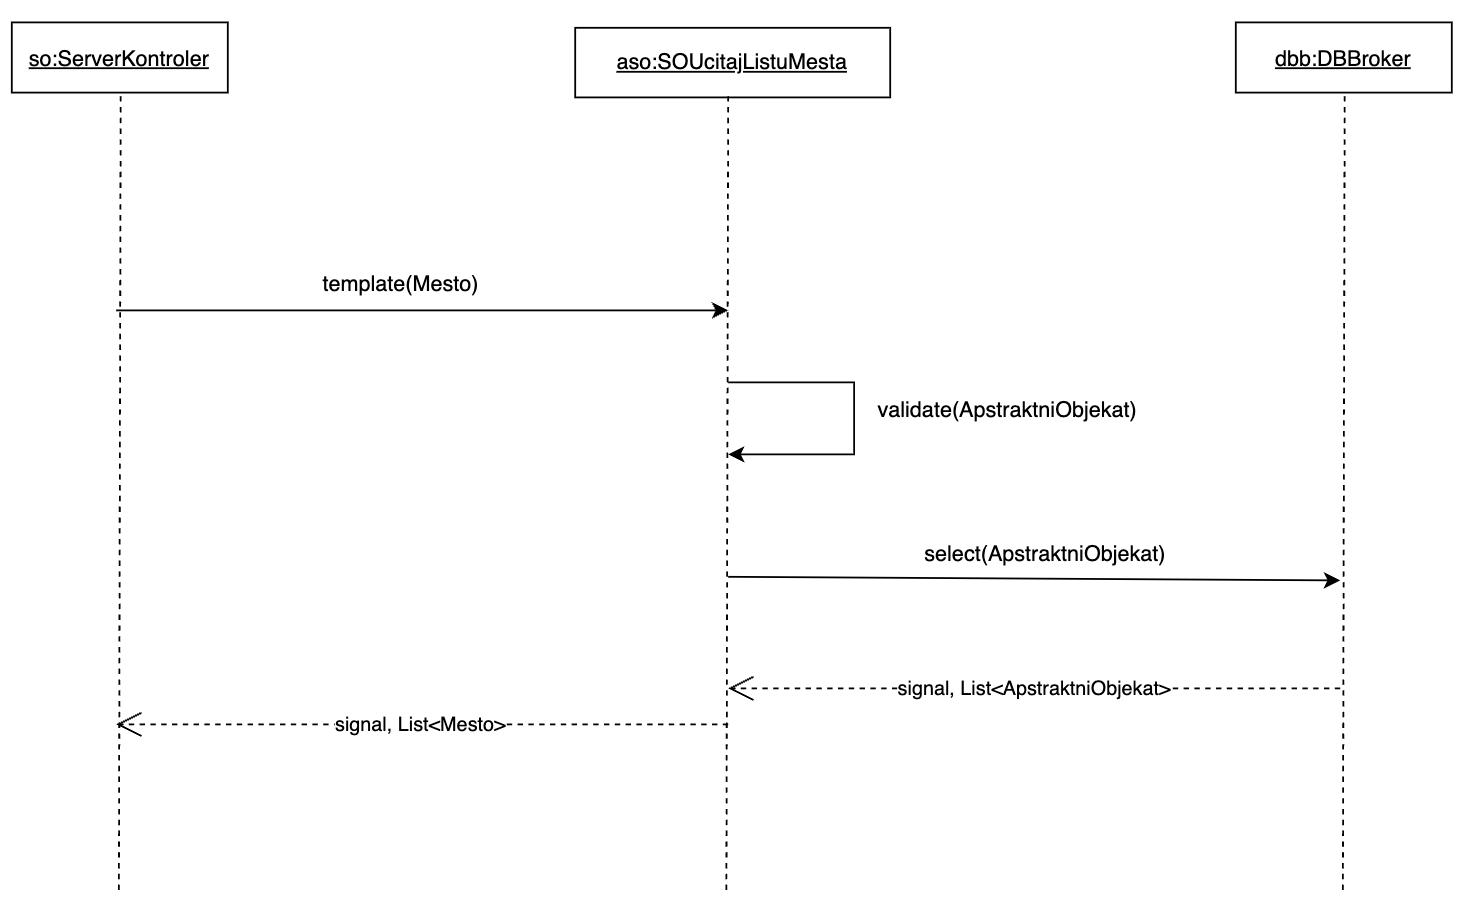 so:ServerKontroler
aso:SOUcitajListuMesta
dbb:DBBroker
template(Mesto)
validate(ApstraktniObjekat)
select(ApstraktniObjekat)
signal, List<ApstraktniObjekat>
signal, List<Mesto>